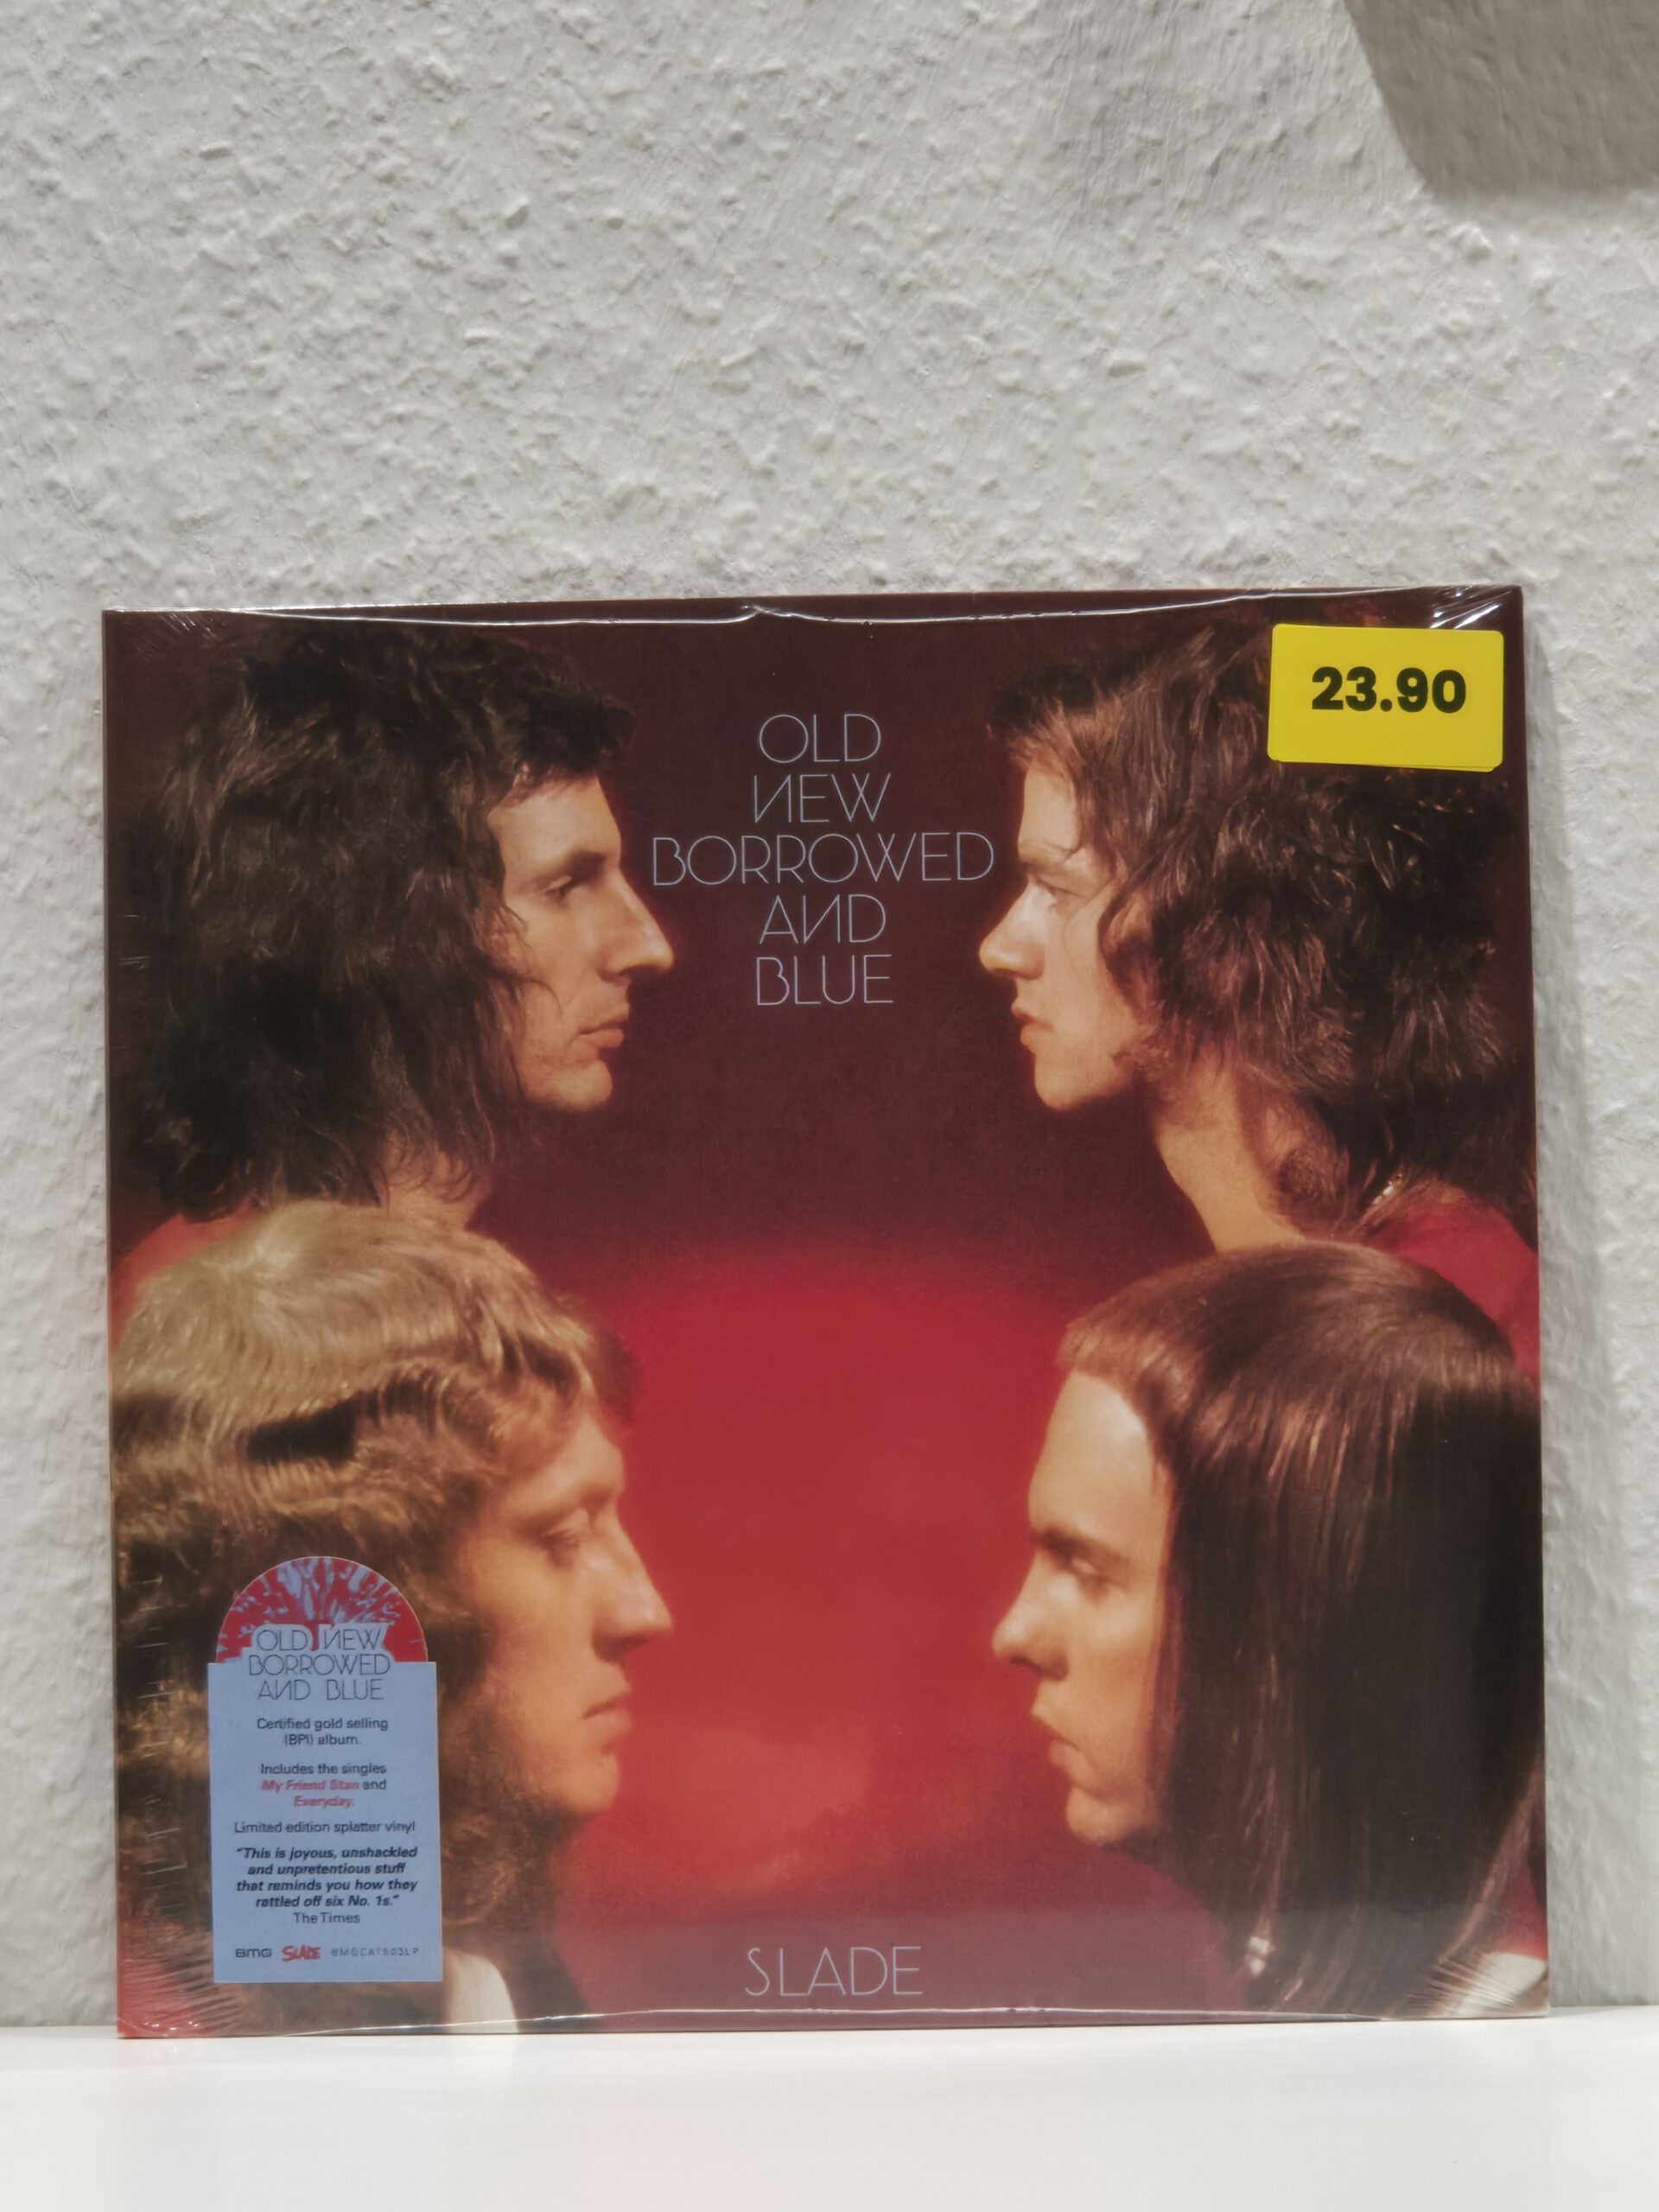 OLD
NEW
BORROWED
AND
BLUE
23.90
OLD NEW
BORROWED
AND BLUE
Certified gold selling
(BPI) album.
Includes the singles
My Friend Stan and
Everyday.
Limited edition splatter vinyl
"This is joyous, unshackled
and unpretentious stuff
that reminds you how they
rattled off six No. 1s."
The Times
BMG SLADE BMGCAT503LP
SLADE